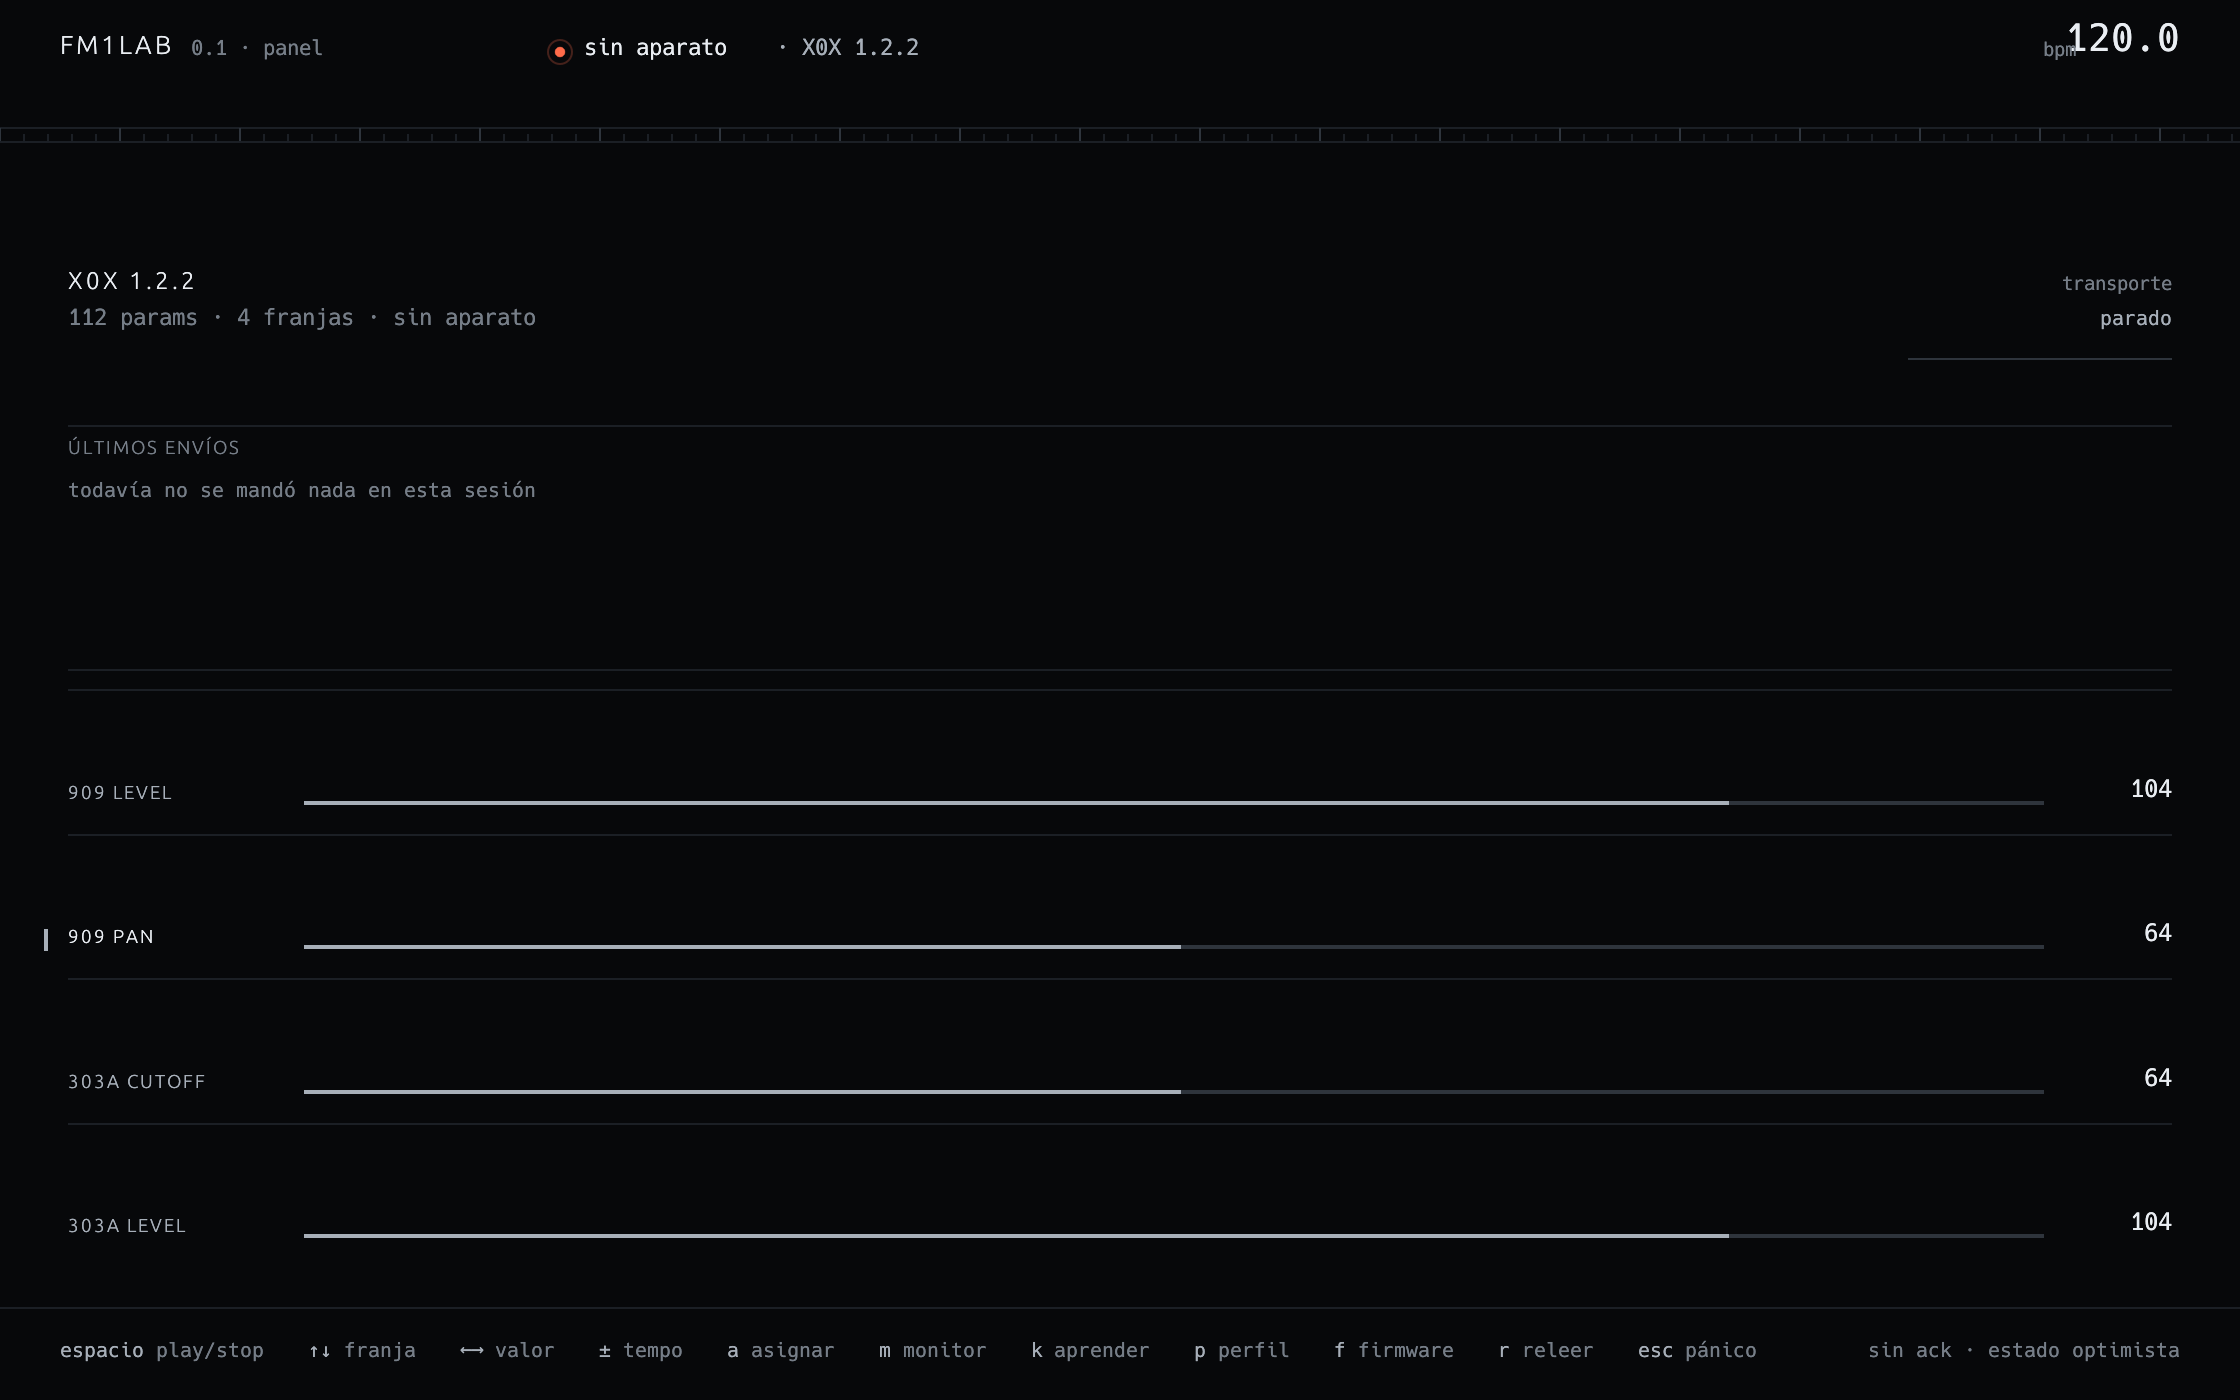 FM1LAB 0.1 · panel
sin aparato · X0X 1.2.2
bpm 120.0
X0X 1.2.2
112 params · 4 franjas · sin aparato
transporte
parado
ÚLTIMOS ENVÍOS
todavía no se mandó nada en esta sesión
909 LEVEL 104
909 PAN 64
303A CUTOFF 64
303A LEVEL 104
espacio play/stop ↑↓ franja ←→ valor ± tempo a asignar m monitor k aprender p perfil f firmware r releer esc pánico sin ack · estado optimista